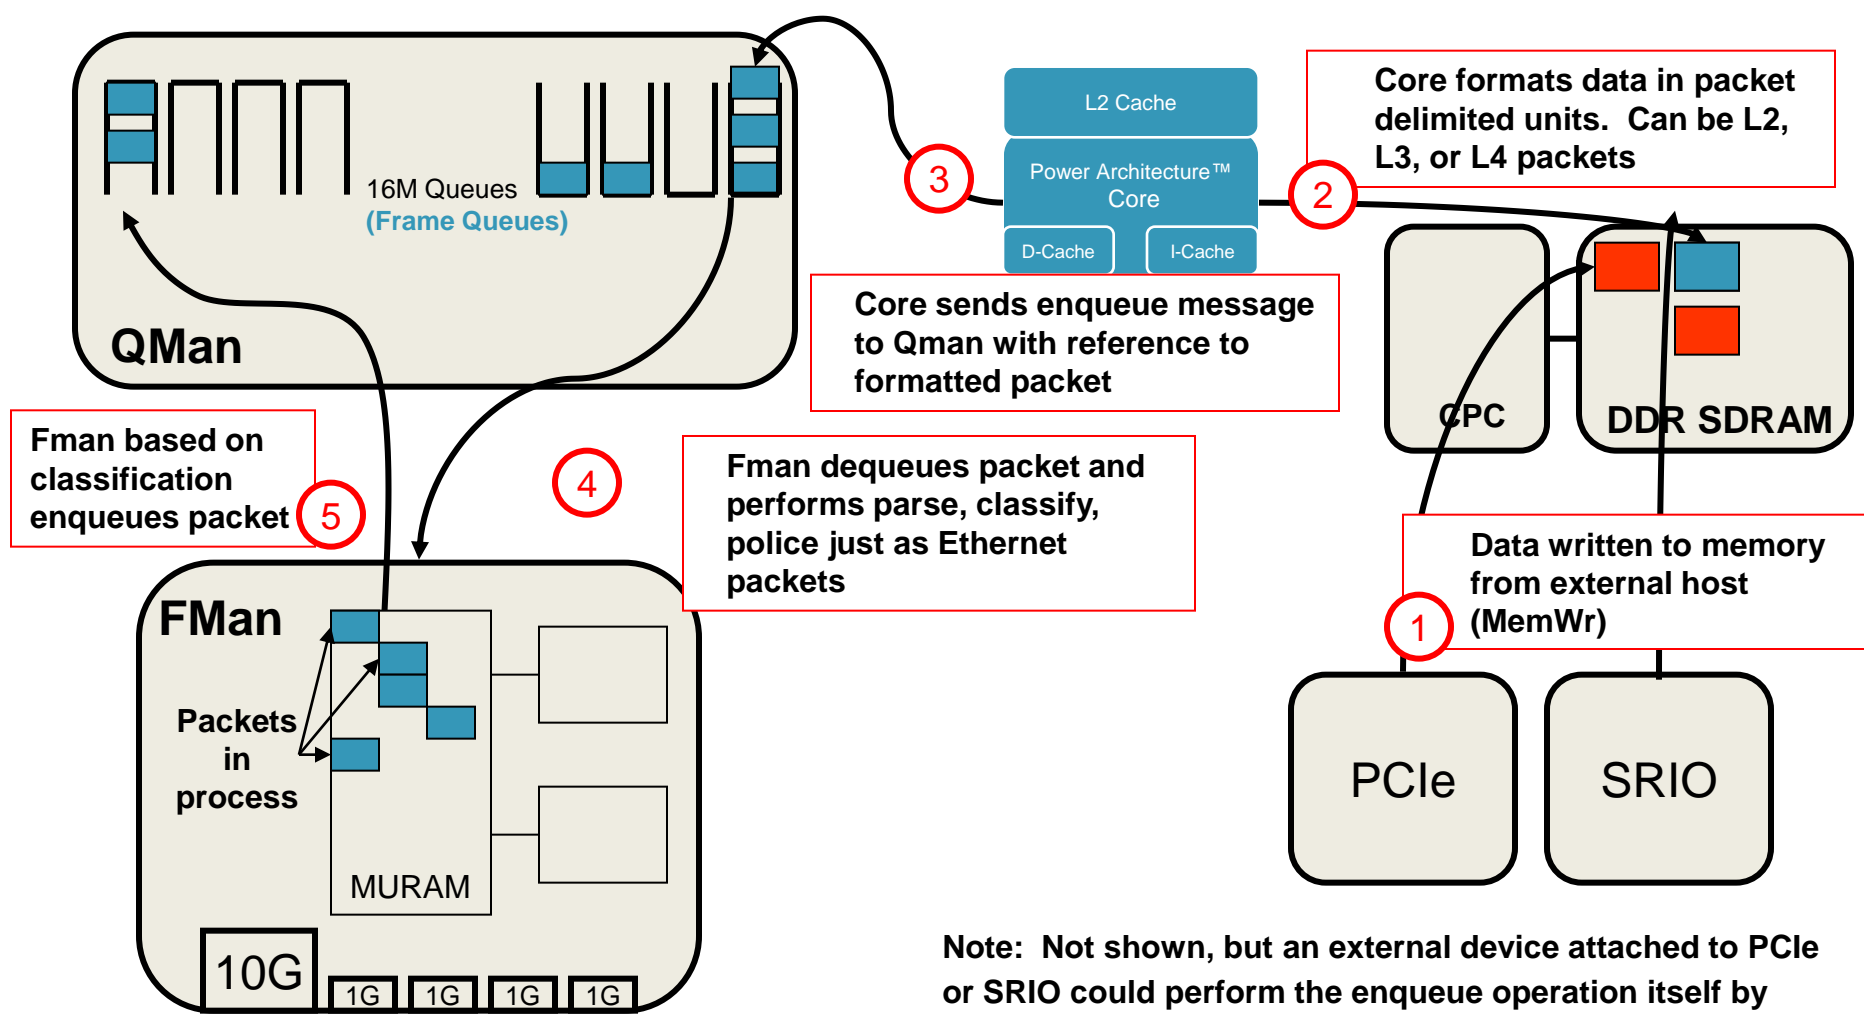 L2 Cache
Power Architecture™
Core
D-Cache
I-Cache
Core formats data in packet
delimited units.  Can be L2,
L3, or L4 packets
3
2
16M Queues
(Frame Queues)
QMan
Core sends enqueue message
to Qman with reference to
formatted packet
CPC
DDR SDRAM
Fman based on
classification
enqueues packet
5
4
Fman dequeues packet and
performs parse, classify,
police just as Ethernet
packets
Data written to memory
from external host
(MemWr)
1
FMan
Packets
in
process
MURAM
10G
1G
1G
1G
1G
PCIe
SRIO
Note:  Not shown, but an external device attached to PCIe
or SRIO could perform the enqueue operation itself by